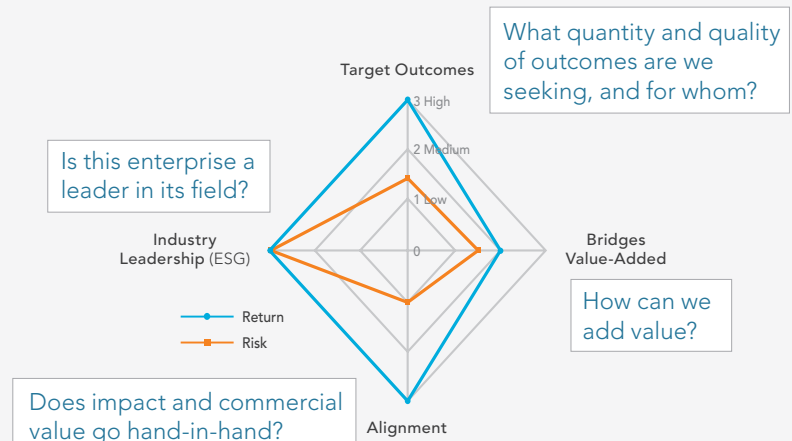 What quantity and quality
of outcomes are we
seeking, and for whom?
Target Outcomes
3 High
2 Medium
1 Low
0
Is this enterprise a
leader in its field?
Industry
Leadership (ESG)
Bridges
Value-Added
How can we
add value?
Return
Risk
Does impact and commercial
value go hand-in-hand?
Alignment